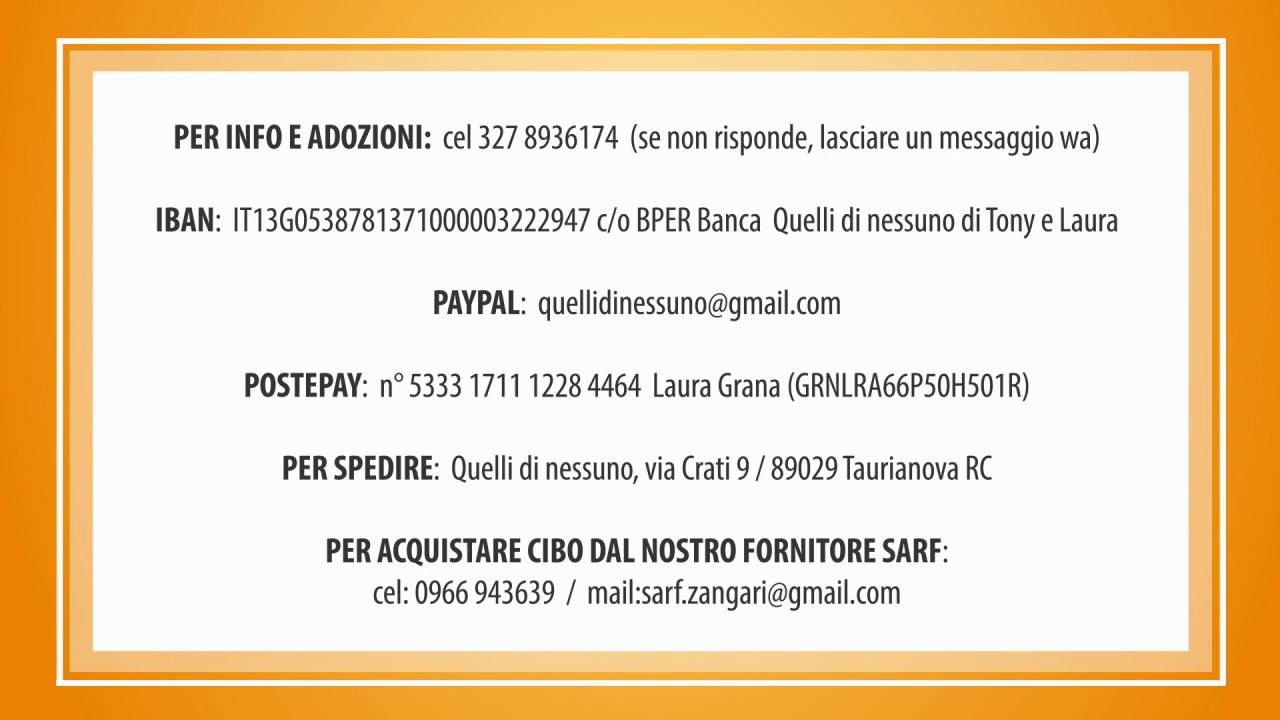 PER INFO E ADOZIONI: cel 327 8936174 (se non risponde, lasciare un messaggio wa)
IBAN: IT13G0538781371000003222947 c/o BPER Banca Quelli di nessuno di Tony e Laura
PAYPAL: quellidinessuno@gmail.com
POSTEPAY: n° 5333 1711 1228 4464 Laura Grana (GRNLRA66P50H501R)
PER SPEDIRE: Quelli di nessuno, via Crati 9 / 89029 Taurianova RC
PER ACQUISTARE CIBO DAL NOSTRO FORNITORE SARF:
cel: 0966 943639 / mail:sarf.zangari@gmail.com